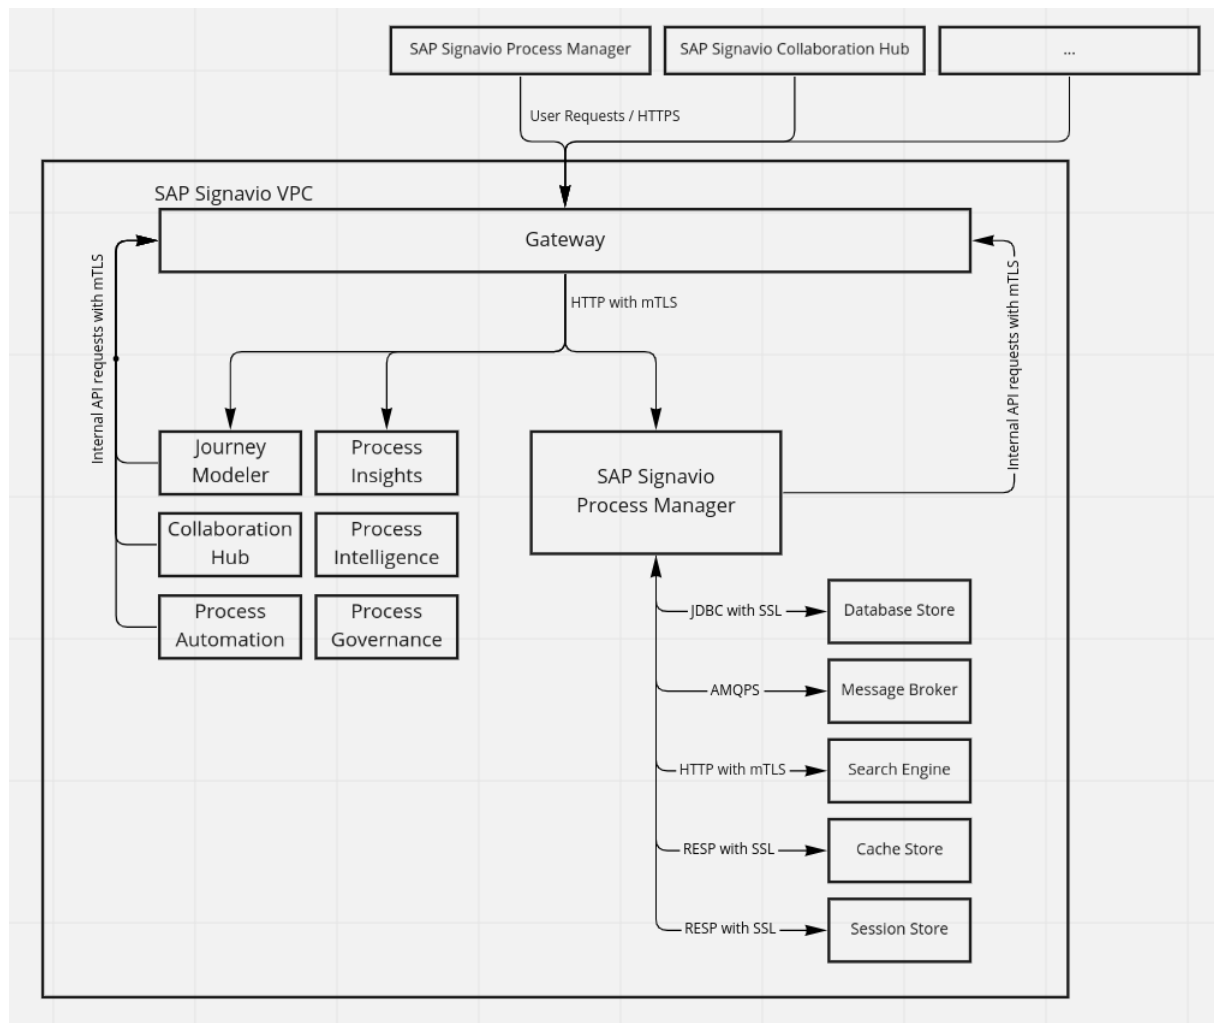 SAP Signavio Process Manager
SAP Signavio Collaboration Hub
...
User Requests / HTTPS
SAP Signavio VPC
Gateway
Internal API requests with mTLS
HTTP with mTLS
Internal API requests with mTLS
Journey
Modeler
Process
Insights
SAP Signavio
Process Manager
Collaboration
Hub
Process
Intelligence
Process
Automation
Process
Governance
JDBC with SSL
Database Store
AMQPS
Message Broker
HTTP with mTLS
Search Engine
RESP with SSL
Cache Store
RESP with SSL
Session Store